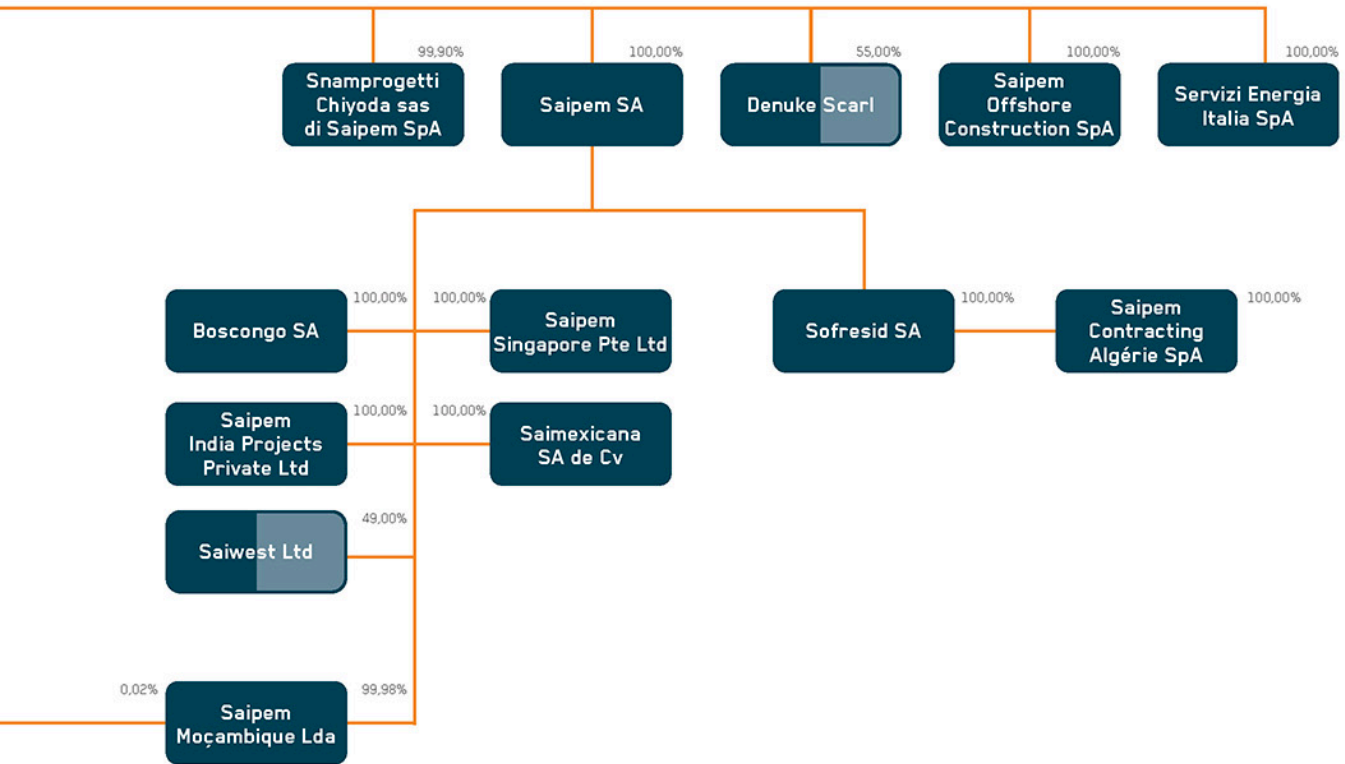 99,90%
Snamprogetti
Chiyoda sas
di Saipem SpA
100,00%
Saipem SA
55,00%
Denuke Scarl
100,00%
Saipem
Offshore
Construction SpA
100,00%
Servizi Energia
Italia SpA
100,00%
Boscongo SA
100,00%
Saipem
Singapore Pte Ltd
100,00%
Sofresid SA
100,00%
Saipem
Contracting
Algérie SpA
100,00%
Saipem
India Projects
Private Ltd
100,00%
Saimexicana
SA de Cv
49,00%
Saiwest Ltd
0,02%
99,98%
Saipem
Moçambique Lda